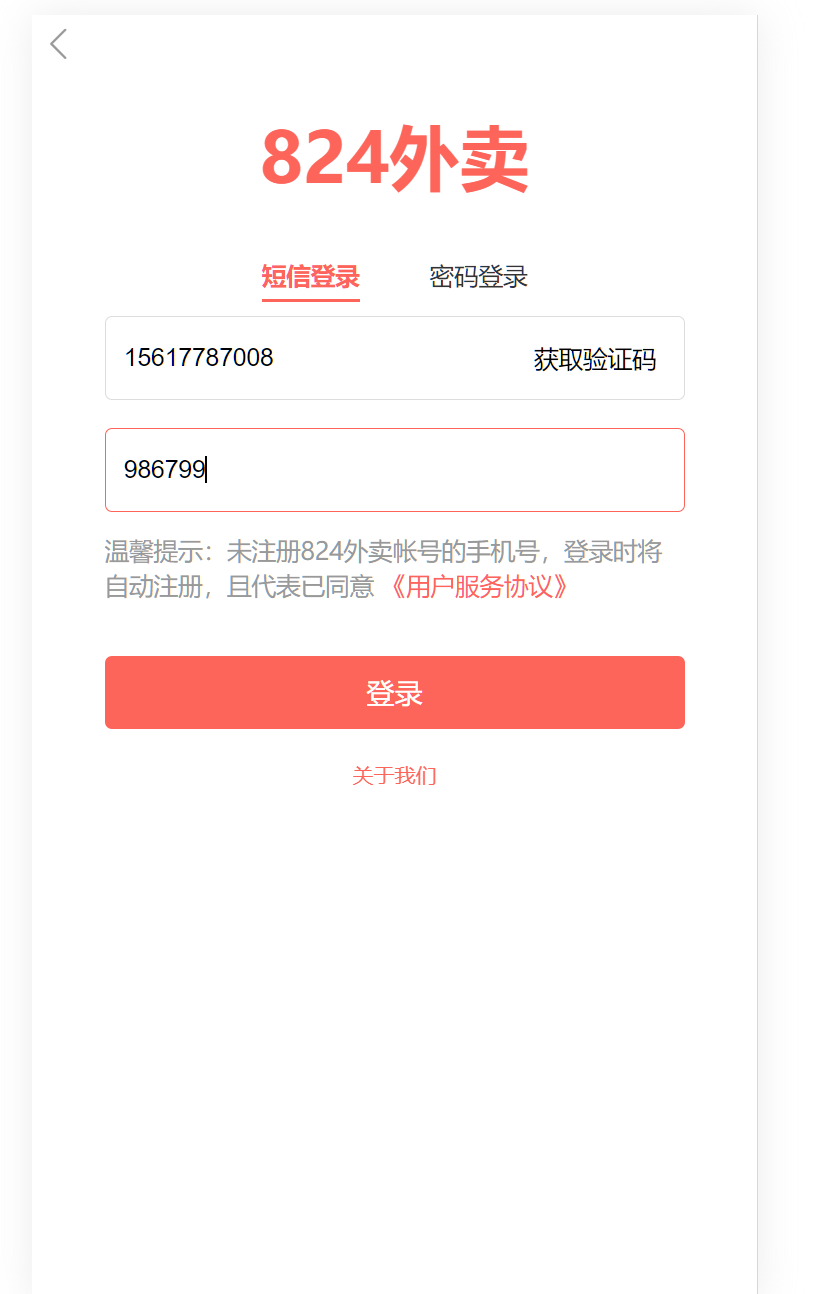 824外卖
短信登录 密码登录
15617787008 获取验证码
986799
温馨提示：未注册824外卖帐号的手机号，登录时将
自动注册，且代表已同意《用户服务协议》
登录
关于我们